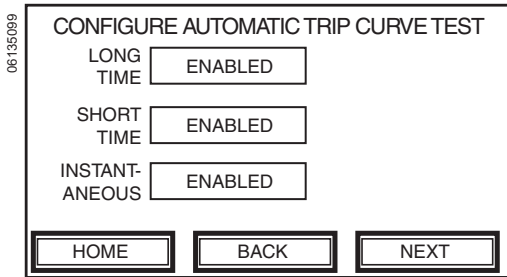 06135099
CONFIGURE AUTOMATIC TRIP CURVE TEST
LONG
TIME
ENABLED
SHORT
TIME
ENABLED
INSTANT-
ANEOUS
ENABLED
HOME
BACK
NEXT